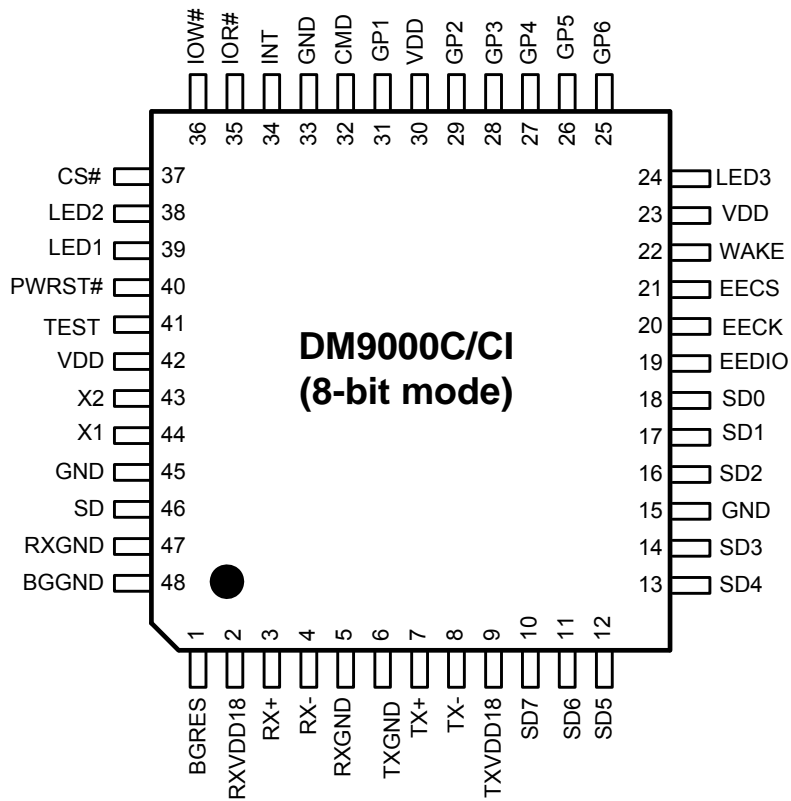 IOW#
IOR#
INT
GND
CMD
GP1
VDD
GP2
GP3
GP4
GP5
GP6
36
35
34
33
32
31
30
29
28
27
26
25
CS# 37
LED2 38
LED1 39
PWRST# 40
TEST 41
VDD 42
X2 43
X1 44
GND 45
SD 46
RXGND 47
BGGND 48
DM9000C/CI
(8-bit mode)
24 LED3
23 VDD
22 WAKE
21 EECS
20 EECK
19 EEDIO
18 SD0
17 SD1
16 SD2
15 GND
14 SD3
13 SD4
1
2
3
4
5
6
7
8
9
10
11
12
BGRES
RXVDD18
RX+
RX-
RXGND
TXGND
TX+
TX-
TXVDD18
SD7
SD6
SD5